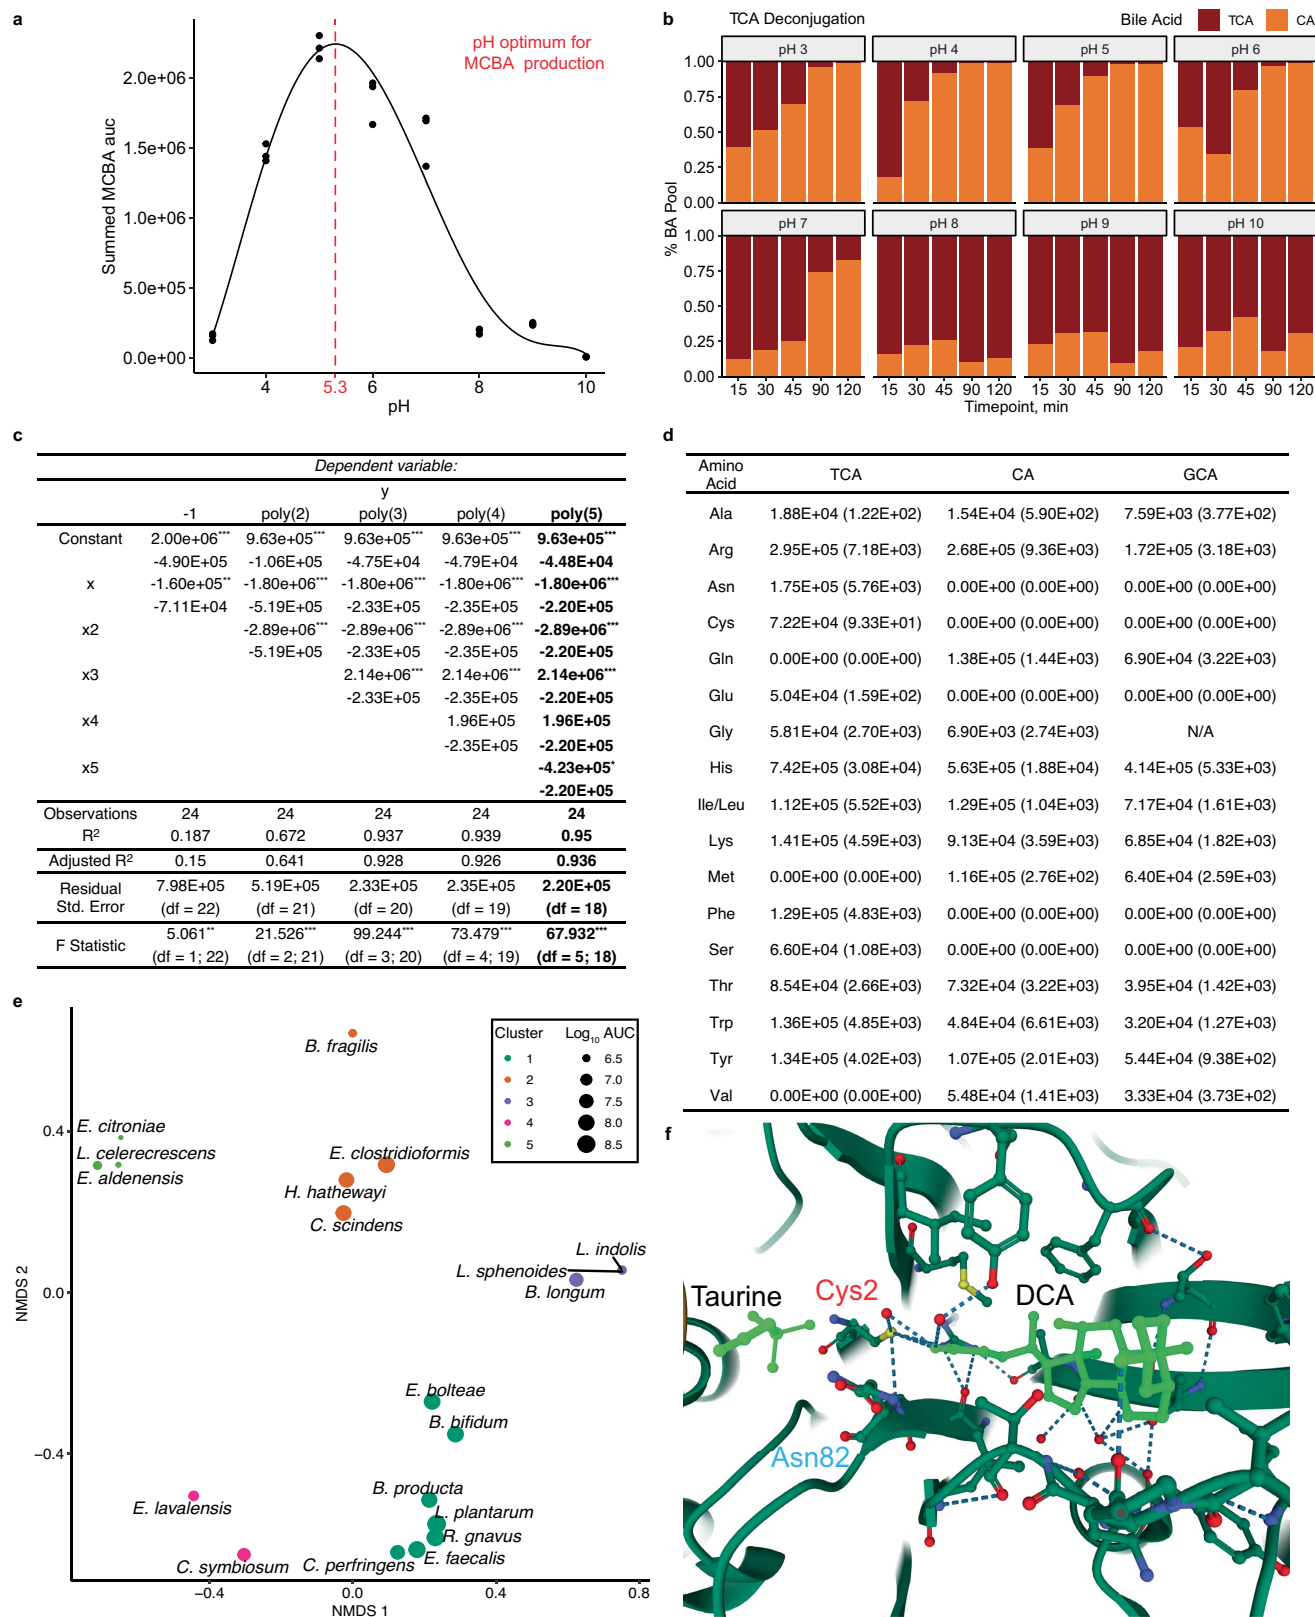 a
pH optimum for
MCBA production
Summed MCBA auc
2.0e+06
1.5e+06
1.0e+06
5.0e+05
0.0e+00
4
5.3
6
8
10
pH
b
TCA Deconjugation
Bile Acid
TCA
CA
pH 3
pH 4
pH 5
pH 6
1.00
0.75
0.50
0.25
0.00
% BA Pool
pH 7
pH 8
pH 9
pH 10
1.00
0.75
0.50
0.25
0.00
15 30 45 90 120 15 30 45 90 120 15 30 45 90 120 15 30 45 90 120
Timepoint, min
c
Dependent variable:
y
-1 poly(2) poly(3) poly(4) poly(5)
Constant 2.00e+06*** 9.63e+05*** 9.63e+05*** 9.63e+05*** 9.63e+05***
-4.90E+05 -1.06E+05 -4.75E+04 -4.79E+04 -4.48E+04
x -1.60e+05** -1.80e+06*** -1.80e+06*** -1.80e+06*** -1.80e+06***
-7.11E+04 -5.19E+05 -2.33E+05 -2.35E+05 -2.20E+05
x2 -2.89e+06*** -2.89e+06*** -2.89e+06*** -2.89e+06***
-5.19E+05 -2.33E+05 -2.35E+05 -2.20E+05
x3 2.14e+06*** 2.14e+06*** 2.14e+06***
-2.33E+05 -2.35E+05 -2.20E+05
x4 1.96E+05 1.96E+05
-2.35E+05 -2.20E+05
x5 -4.23e+05*
-2.20E+05
Observations 24 24 24 24 24
R2 0.187 0.672 0.937 0.939 0.95
Adjusted R2 0.15 0.641 0.928 0.926 0.936
Residual Std. Error 7.98E+05 5.19E+05 2.33E+05 2.35E+05 2.20E+05
(df = 22) (df = 21) (df = 20) (df = 19) (df = 18)
F Statistic 5.061** 21.526*** 99.244*** 73.479*** 67.932***
(df = 1; 22) (df = 2; 21) (df = 3; 20) (df = 4; 19) (df = 5; 18)
d
Amino Acid TCA CA GCA
Ala 1.88E+04 (1.22E+02) 1.54E+04 (5.90E+02) 7.59E+03 (3.77E+02)
Arg 2.95E+05 (7.18E+03) 2.68E+05 (9.36E+03) 1.72E+05 (3.18E+03)
Asn 1.75E+05 (5.76E+03) 0.00E+00 (0.00E+00) 0.00E+00 (0.00E+00)
Cys 7.22E+04 (9.33E+01) 0.00E+00 (0.00E+00) 0.00E+00 (0.00E+00)
Gln 0.00E+00 (0.00E+00) 1.38E+05 (1.44E+03) 6.90E+04 (3.22E+03)
Glu 5.04E+04 (1.59E+02) 0.00E+00 (0.00E+00) 0.00E+00 (0.00E+00)
Gly 5.81E+04 (2.70E+03) 6.90E+03 (2.74E+03) N/A
His 7.42E+05 (3.08E+04) 5.63E+05 (1.88E+04) 4.14E+05 (5.33E+03)
Ile/Leu 1.12E+05 (5.52E+03) 1.29E+05 (1.04E+03) 7.17E+04 (1.61E+03)
Lys 1.41E+05 (4.59E+03) 9.13E+04 (3.59E+03) 6.85E+04 (1.82E+03)
Met 0.00E+00 (0.00E+00) 1.16E+05 (2.76E+02) 6.40E+04 (2.59E+03)
Phe 1.29E+05 (4.83E+03) 0.00E+00 (0.00E+00) 0.00E+00 (0.00E+00)
Ser 6.60E+04 (1.08E+03) 0.00E+00 (0.00E+00) 0.00E+00 (0.00E+00)
Thr 8.54E+04 (2.66E+03) 7.32E+04 (3.22E+03) 3.95E+04 (1.42E+03)
Trp 1.36E+05 (4.85E+03) 4.84E+04 (6.61E+03) 3.20E+04 (1.27E+03)
Tyr 1.34E+05 (4.02E+03) 1.07E+05 (2.01E+03) 5.44E+04 (9.38E+02)
Val 0.00E+00 (0.00E+00) 5.48E+04 (1.41E+03) 3.33E+04 (3.73E+02)
e
Cluster Log10 AUC
1 6.5
2 7.0
3 7.5
4 8.0
5 8.5
B. fragilis
E. citroniae
L. celerecrescens
E. aldenensis
E. clostridioformis
H. hathewayi
C. scindens
L. indolis
L. sphenoides
B. longum
E. bolteae
B. bifidum
B. producta
L. plantarum
R. gnavus
E. faecalis
C. perfringens
E. lavalensis
C. symbiosum
NMDS 2
0.4
0.0
−0.4
−0.4 0.0 0.4 0.8
NMDS 1
f
Taurine
Cys2
DCA
Asn82